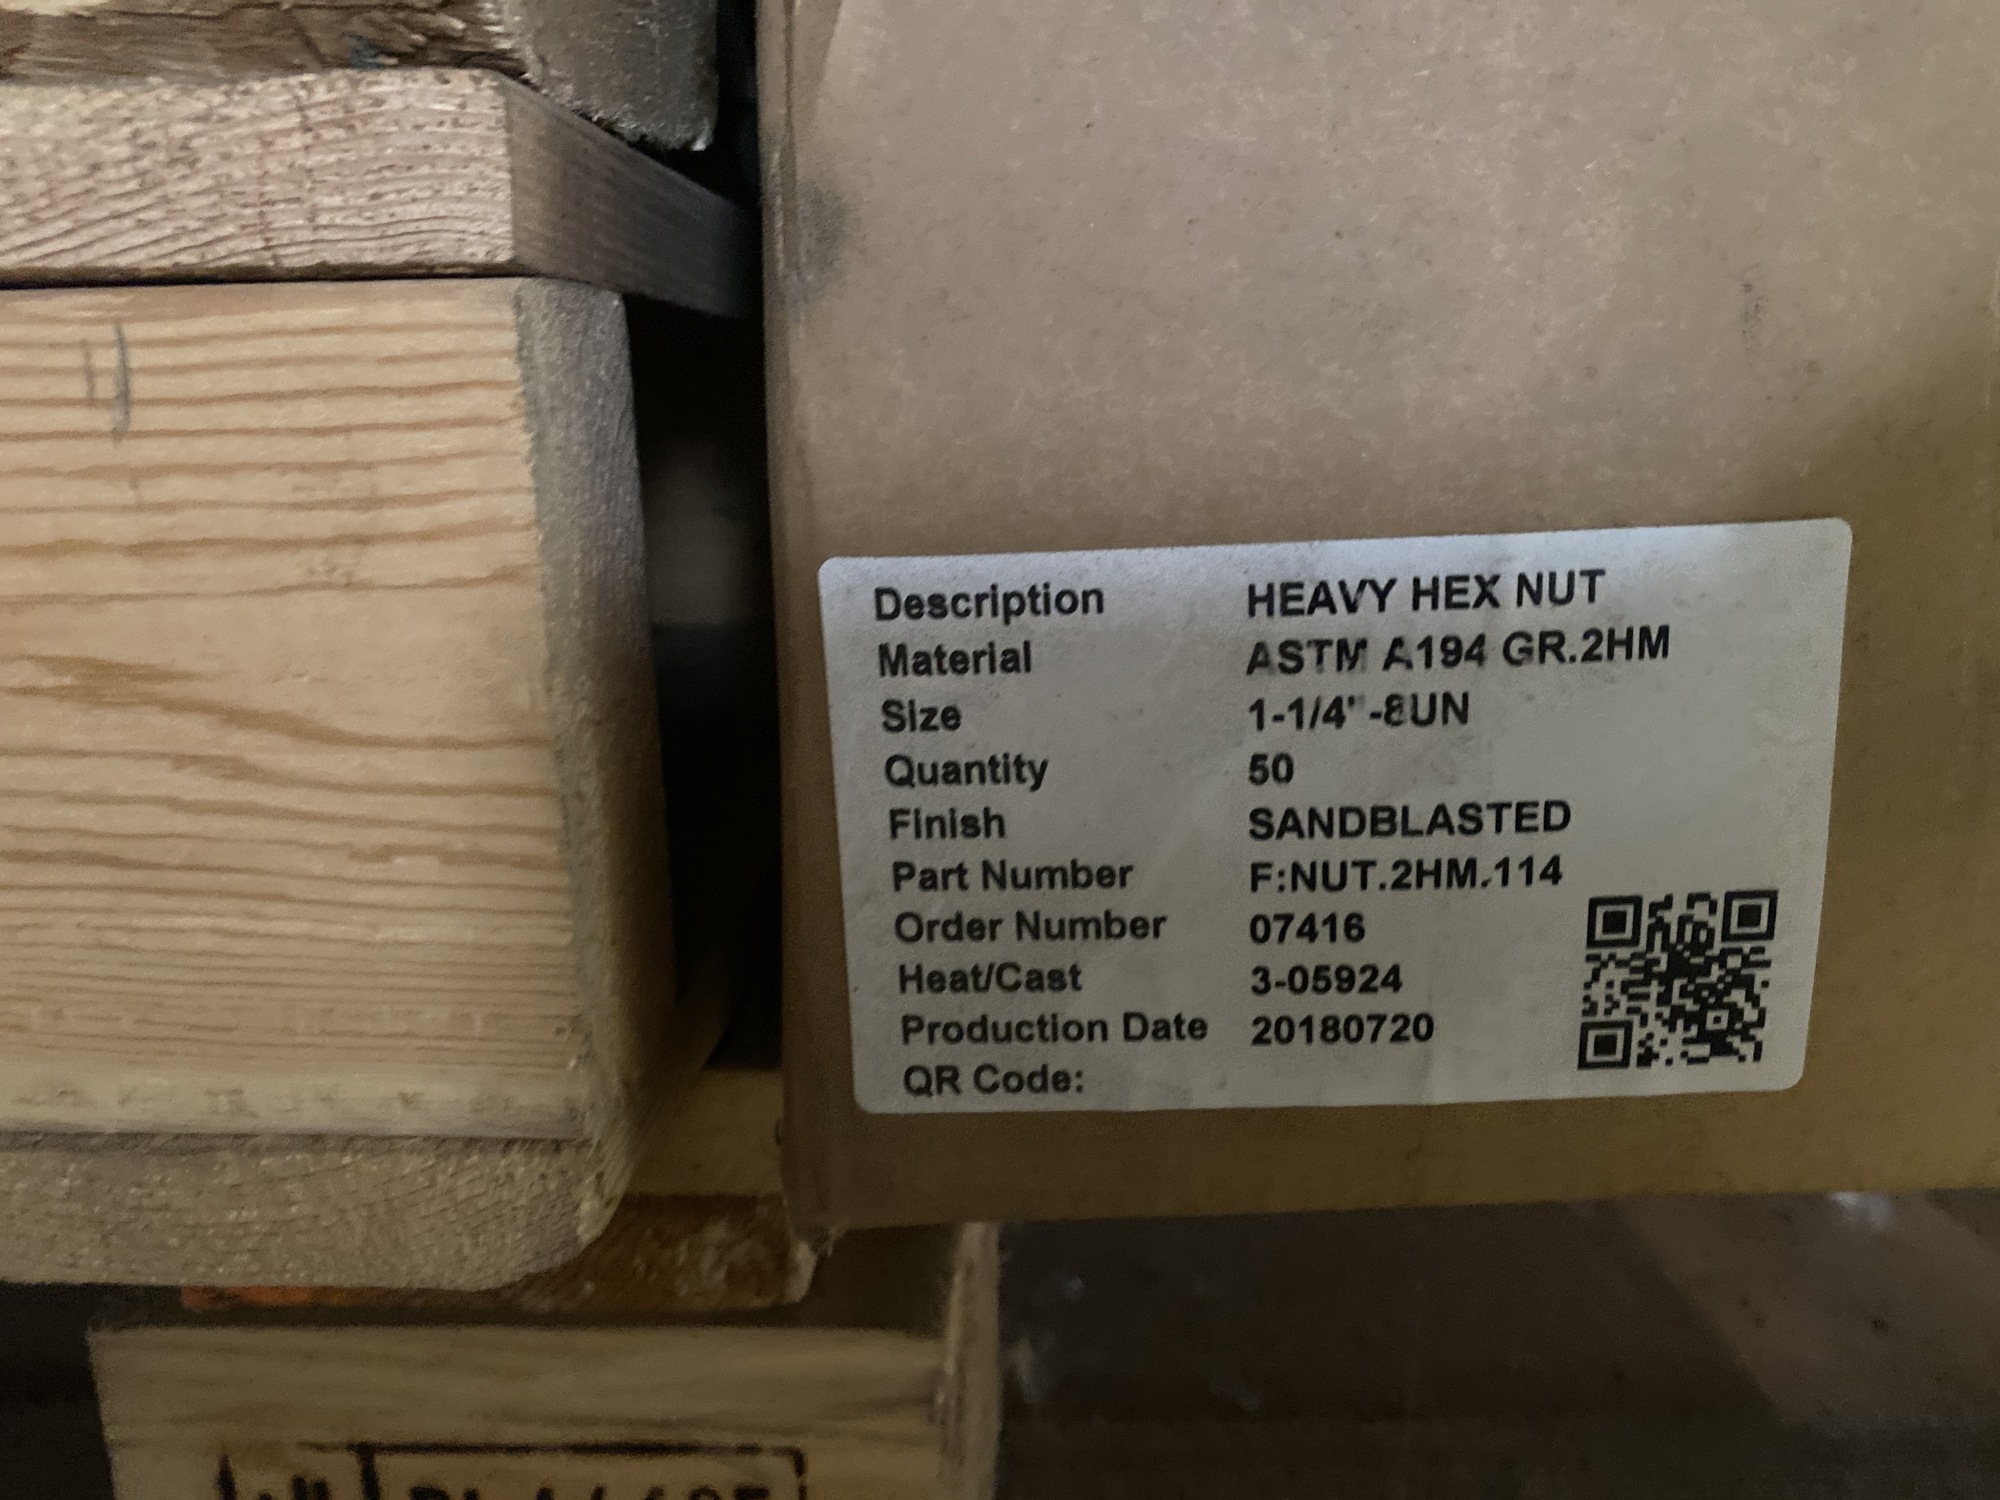 Description HEAVY HEX NUT
Material ASTM A194 GR.2HM
Size 1-1/4" -8UN
Quantity 50
Finish SANDBLASTED
Part Number F:NUT.2HM.114
Order Number 07416
Heat/Cast 3-05924
Production Date 20180720
QR Code: